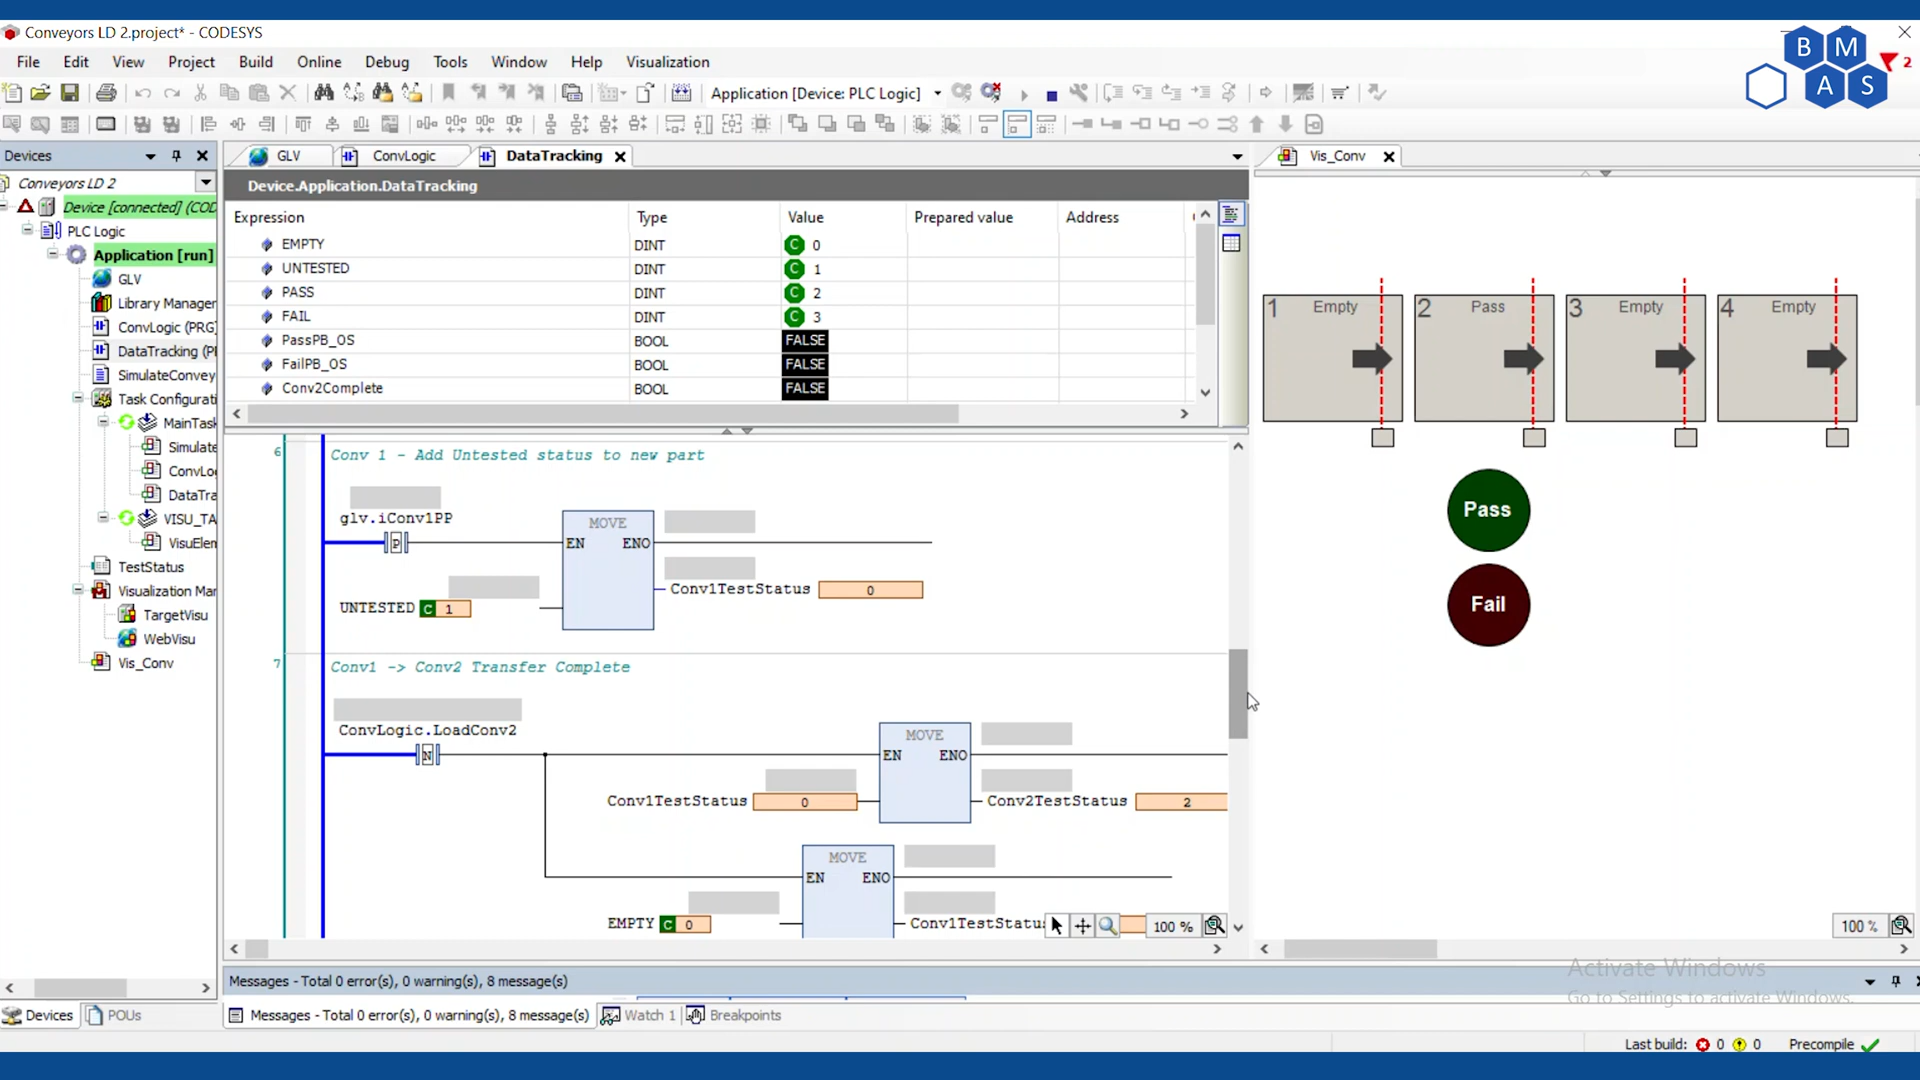 Conveyors LD 2.project* - CODESYS
B M A S
2
File Edit View Project Build Online Debug Tools Window Help Visualization
Application [Device: PLC Logic]
Devices
GLV ConvLogic DataTracking Vis_Conv
Conveyors LD 2
Device [connected] (COD
PLC Logic
Application [run]
GLV
Library Manager
ConvLogic (PRG)
DataTracking (PI
SimulateConvey
Task Configurati
MainTask
Simulate
ConvLo
DataTra
VISU_TA
VisuElem
TestStatus
Visualization Mar
TargetVisu
WebVisu
Vis_Conv
Device.Application.DataTracking
Expression Type Value Prepared value Address
EMPTY DINT C 0
UNTESTED DINT C 1
PASS DINT C 2
FAIL DINT C 3
PassPB_OS BOOL FALSE
FailPB_OS BOOL FALSE
Conv2Complete BOOL FALSE
6 Conv 1 - Add Untested status to new part
glv.iConv1PP
P
MOVE
EN ENO
UNTESTED C 1
Conv1TestStatus 0
7 Conv1 -> Conv2 Transfer Complete
ConvLogic.LoadConv2
N
MOVE
EN ENO
Conv1TestStatus 0
Conv2TestStatus 2
MOVE
EN ENO
EMPTY C 0
Conv1TestStatu
100 %
1 Empty
2 Pass
3 Empty
4 Empty
Pass
Fail
100 %
Activate Windows
Go to Settings to activate Windows.
Messages - Total 0 error(s), 0 warning(s), 8 message(s)
Devices POUs
Messages - Total 0 error(s), 0 warning(s), 8 message(s) Watch 1 Breakpoints
Last build: 0 0 Precompile